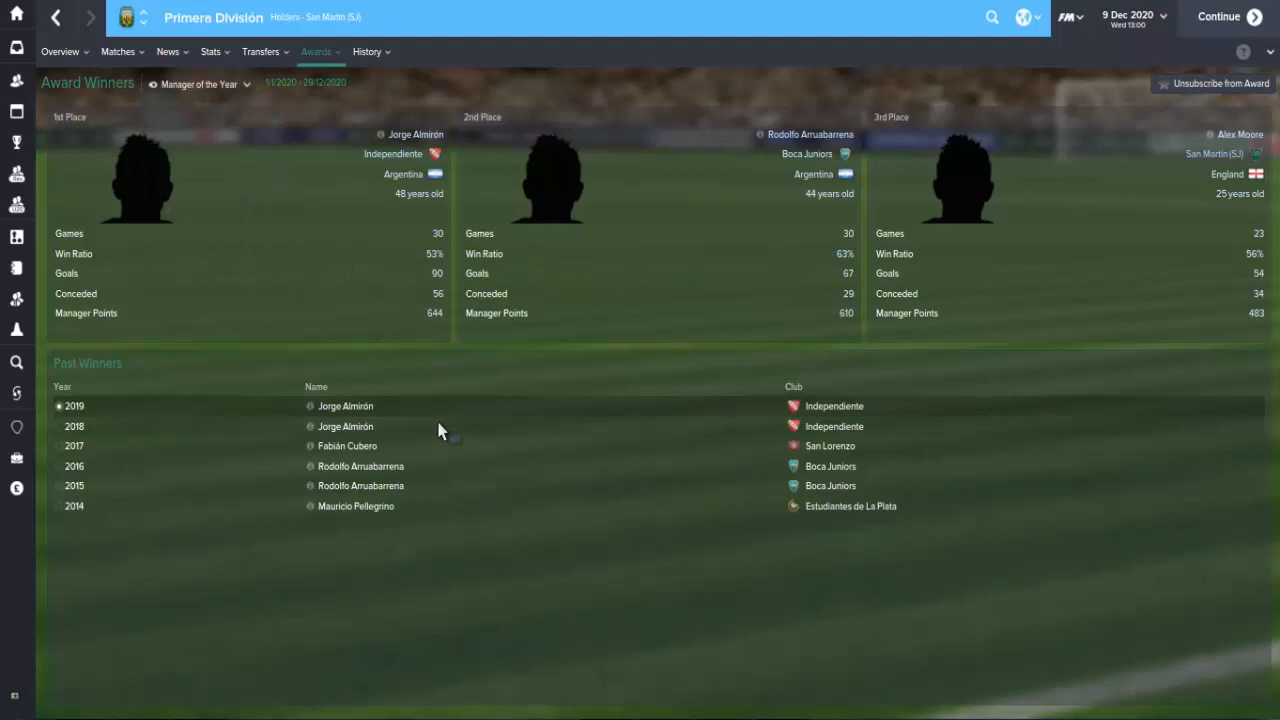 Primera División
Holders - San Martín (SJ)
FM
9 Dec 2020
Wed 13:00
Continue
Overview
Matches
News
Stats
Transfers
Awards
History
?
Award Winners
Manager of the Year
1/1/2020 - 29/12/2020
Unsubscribe from Award
1st Place
Jorge Almirón
Independiente
Argentina
48 years old
Games 30
Win Ratio 53%
Goals 90
Conceded 56
Manager Points 644
2nd Place
Rodolfo Arruabarrena
Boca Juniors
Argentina
44 years old
Games 30
Win Ratio 63%
Goals 67
Conceded 29
Manager Points 610
3rd Place
Alex Moore
San Martín (SJ)
England
25 years old
Games 23
Win Ratio 56%
Goals 54
Conceded 34
Manager Points 483
Past Winners
Year Name Club
2019 Jorge Almirón Independiente
2018 Jorge Almirón Independiente
2017 Fabián Cubero San Lorenzo
2016 Rodolfo Arruabarrena Boca Juniors
2015 Rodolfo Arruabarrena Boca Juniors
2014 Mauricio Pellegrino Estudiantes de La Plata